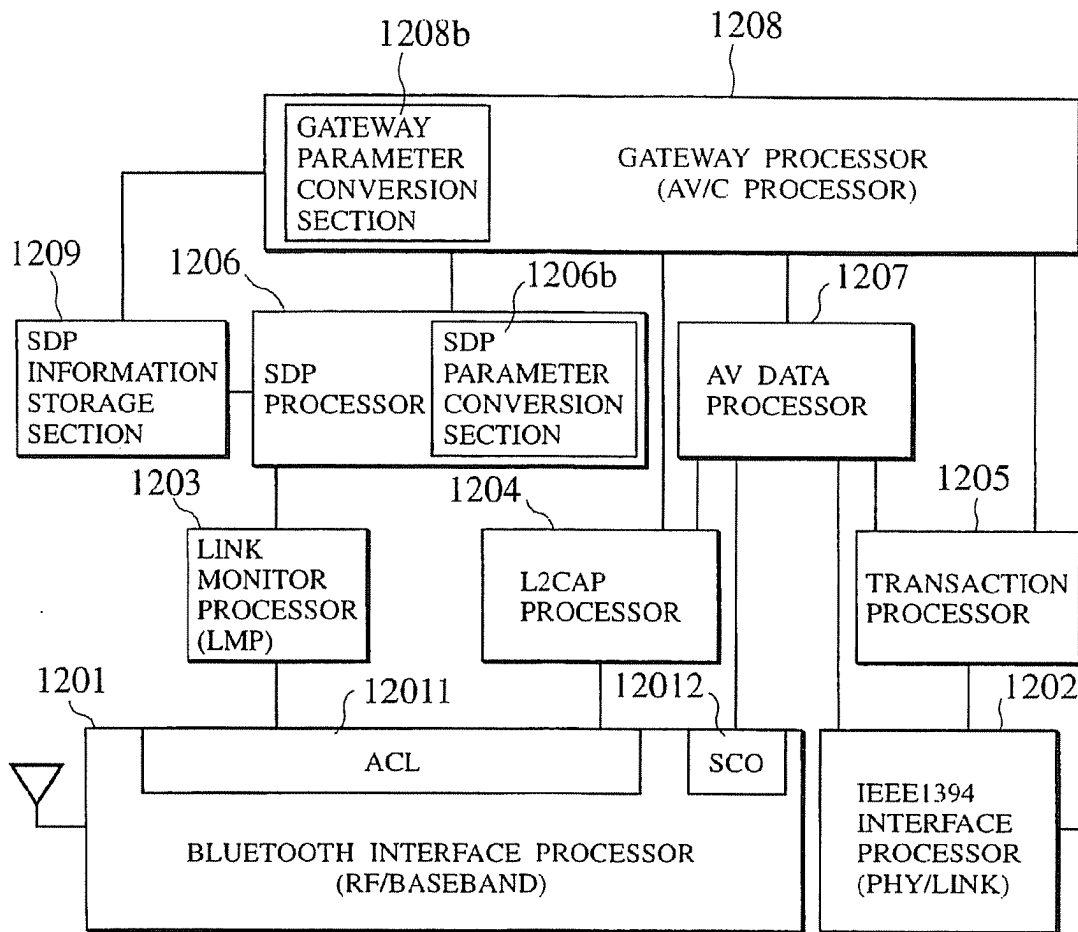 1208b
1208
GATEWAY
PARAMETER
CONVERSION
SECTION
GATEWAY PROCESSOR
(AV/C PROCESSOR)
1209
1206
1206b
1207
SDP
INFORMATION
STORAGE
SECTION
SDP
PROCESSOR
SDP
PARAMETER
CONVERSION
SECTION
AV DATA
PROCESSOR
1203
1204
1205
LINK
MONITOR
PROCESSOR
(LMP)
L2CAP
PROCESSOR
TRANSACTION
PROCESSOR
1201
12011
12012
1202
ACL
SCO
BLUETOOTH INTERFACE PROCESSOR
(RF/BASEBAND)
IEEE1394
INTERFACE
PROCESSOR
(PHY/LINK)